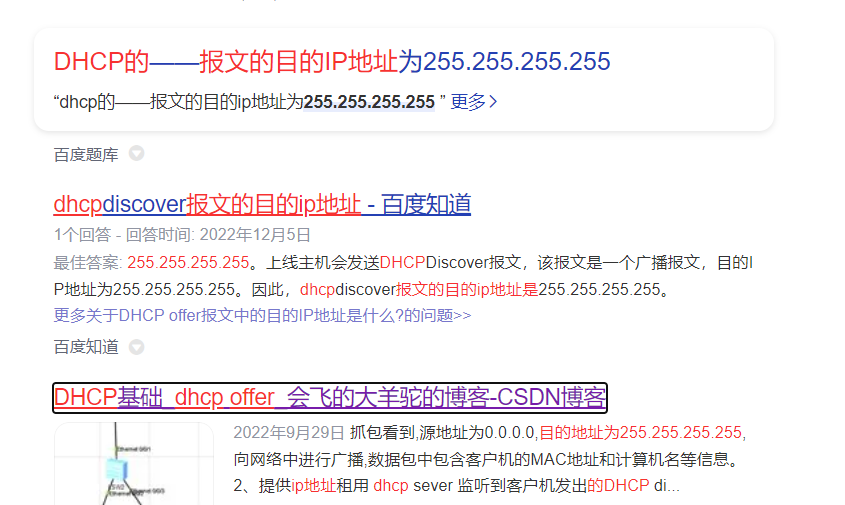 DHCP的——报文的目的IP地址为255.255.255.255
“dhcp的——报文的目的ip地址为255.255.255.255 ” 更多>
百度题库
dhcpdiscover报文的目的ip地址 - 百度知道
1个回答 - 回答时间: 2022年12月5日
最佳答案: 255.255.255.255。上线主机会发送DHCPDiscover报文，该报文是一个广播报文，目的I
P地址为255.255.255.255。因此，dhcpdiscover报文的目的ip地址是255.255.255.255。
更多关于DHCP offer报文中的目的IP地址是什么?的问题>>
百度知道
DHCP基础_dhcp offer_会飞的大羊驼的博客-CSDN博客
2022年9月29日 抓包看到,源地址为0.0.0.0,目的地址为255.255.255.255,
向网络中进行广播,数据包中包含客户机的MAC地址和计算机名等信息。
2、提供ip地址租用 dhcp sever 监听到客户机发出的DHCP di...